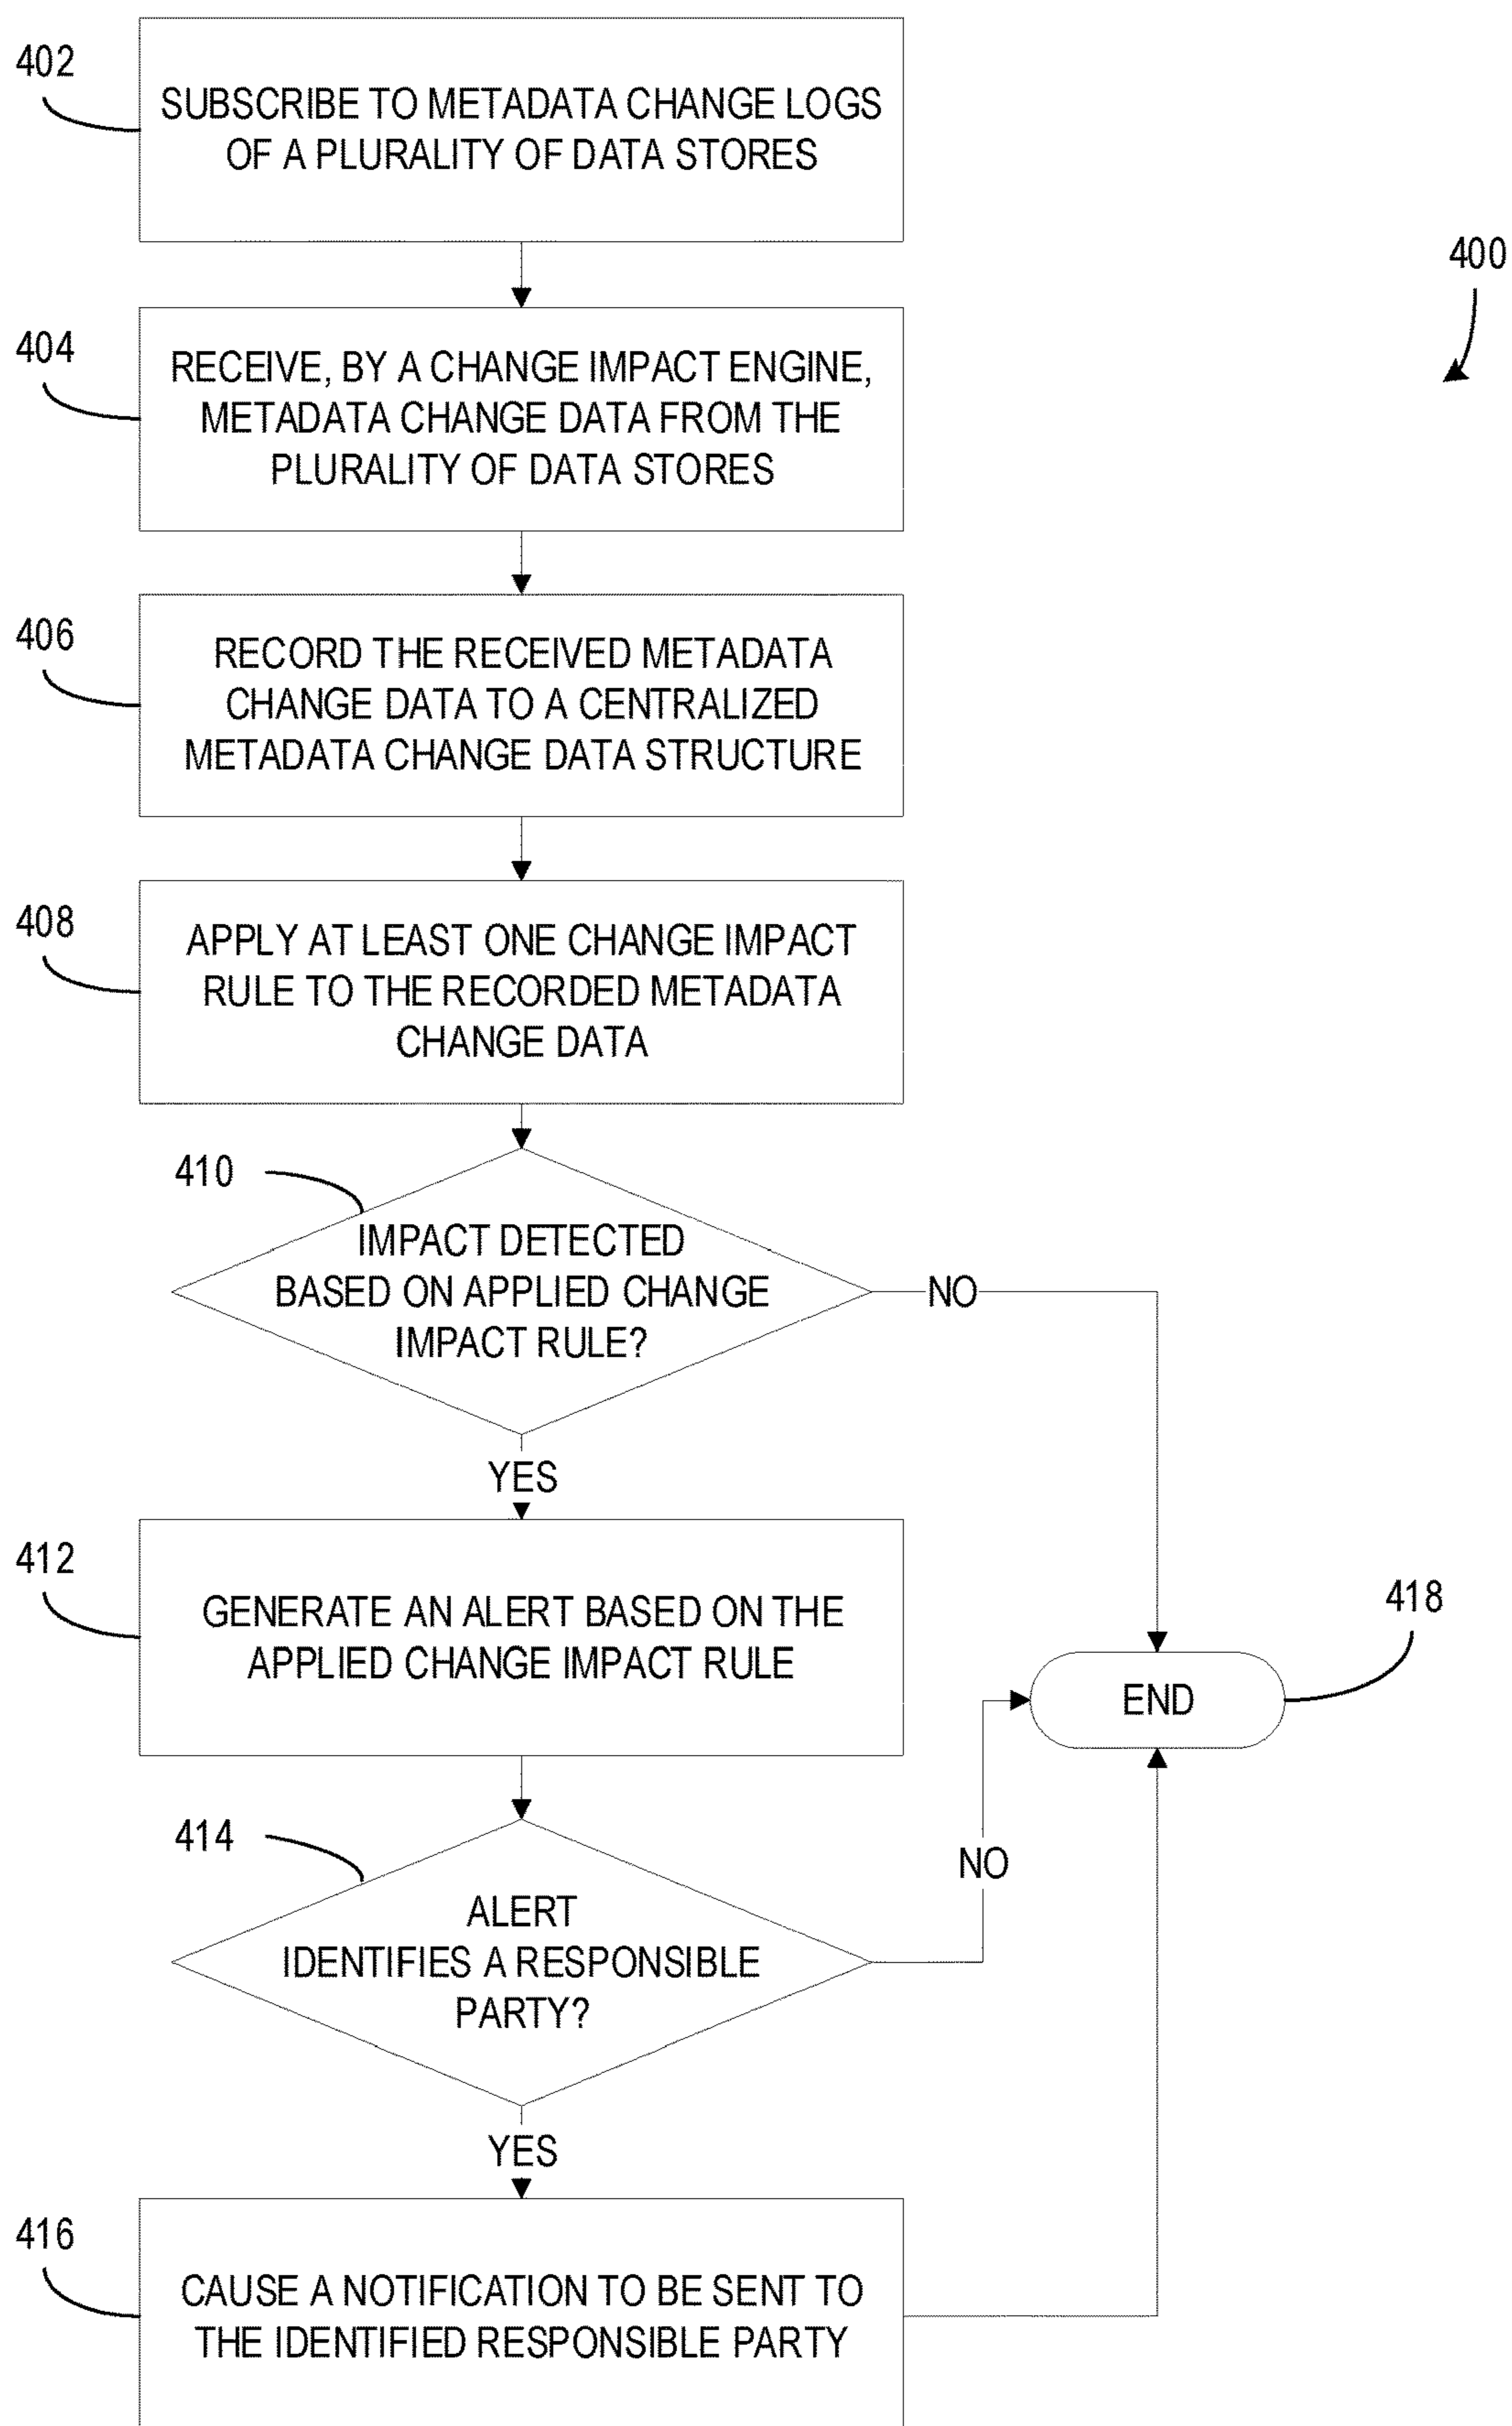 402
SUBSCRIBE TO METADATA CHANGE LOGS
OF A PLURALITY OF DATA STORES
400
404
RECEIVE, BY A CHANGE IMPACT ENGINE,
METADATA CHANGE DATA FROM THE
PLURALITY OF DATA STORES
406
RECORD THE RECEIVED METADATA
CHANGE DATA TO A CENTRALIZED
METADATA CHANGE DATA STRUCTURE
408
APPLY AT LEAST ONE CHANGE IMPACT
RULE TO THE RECORDED METADATA
CHANGE DATA
410
IMPACT DETECTED
BASED ON APPLIED CHANGE
IMPACT RULE?
NO
YES
412
GENERATE AN ALERT BASED ON THE
APPLIED CHANGE IMPACT RULE
418
END
414
ALERT
IDENTIFIES A RESPONSIBLE
PARTY?
NO
YES
416
CAUSE A NOTIFICATION TO BE SENT TO
THE IDENTIFIED RESPONSIBLE PARTY